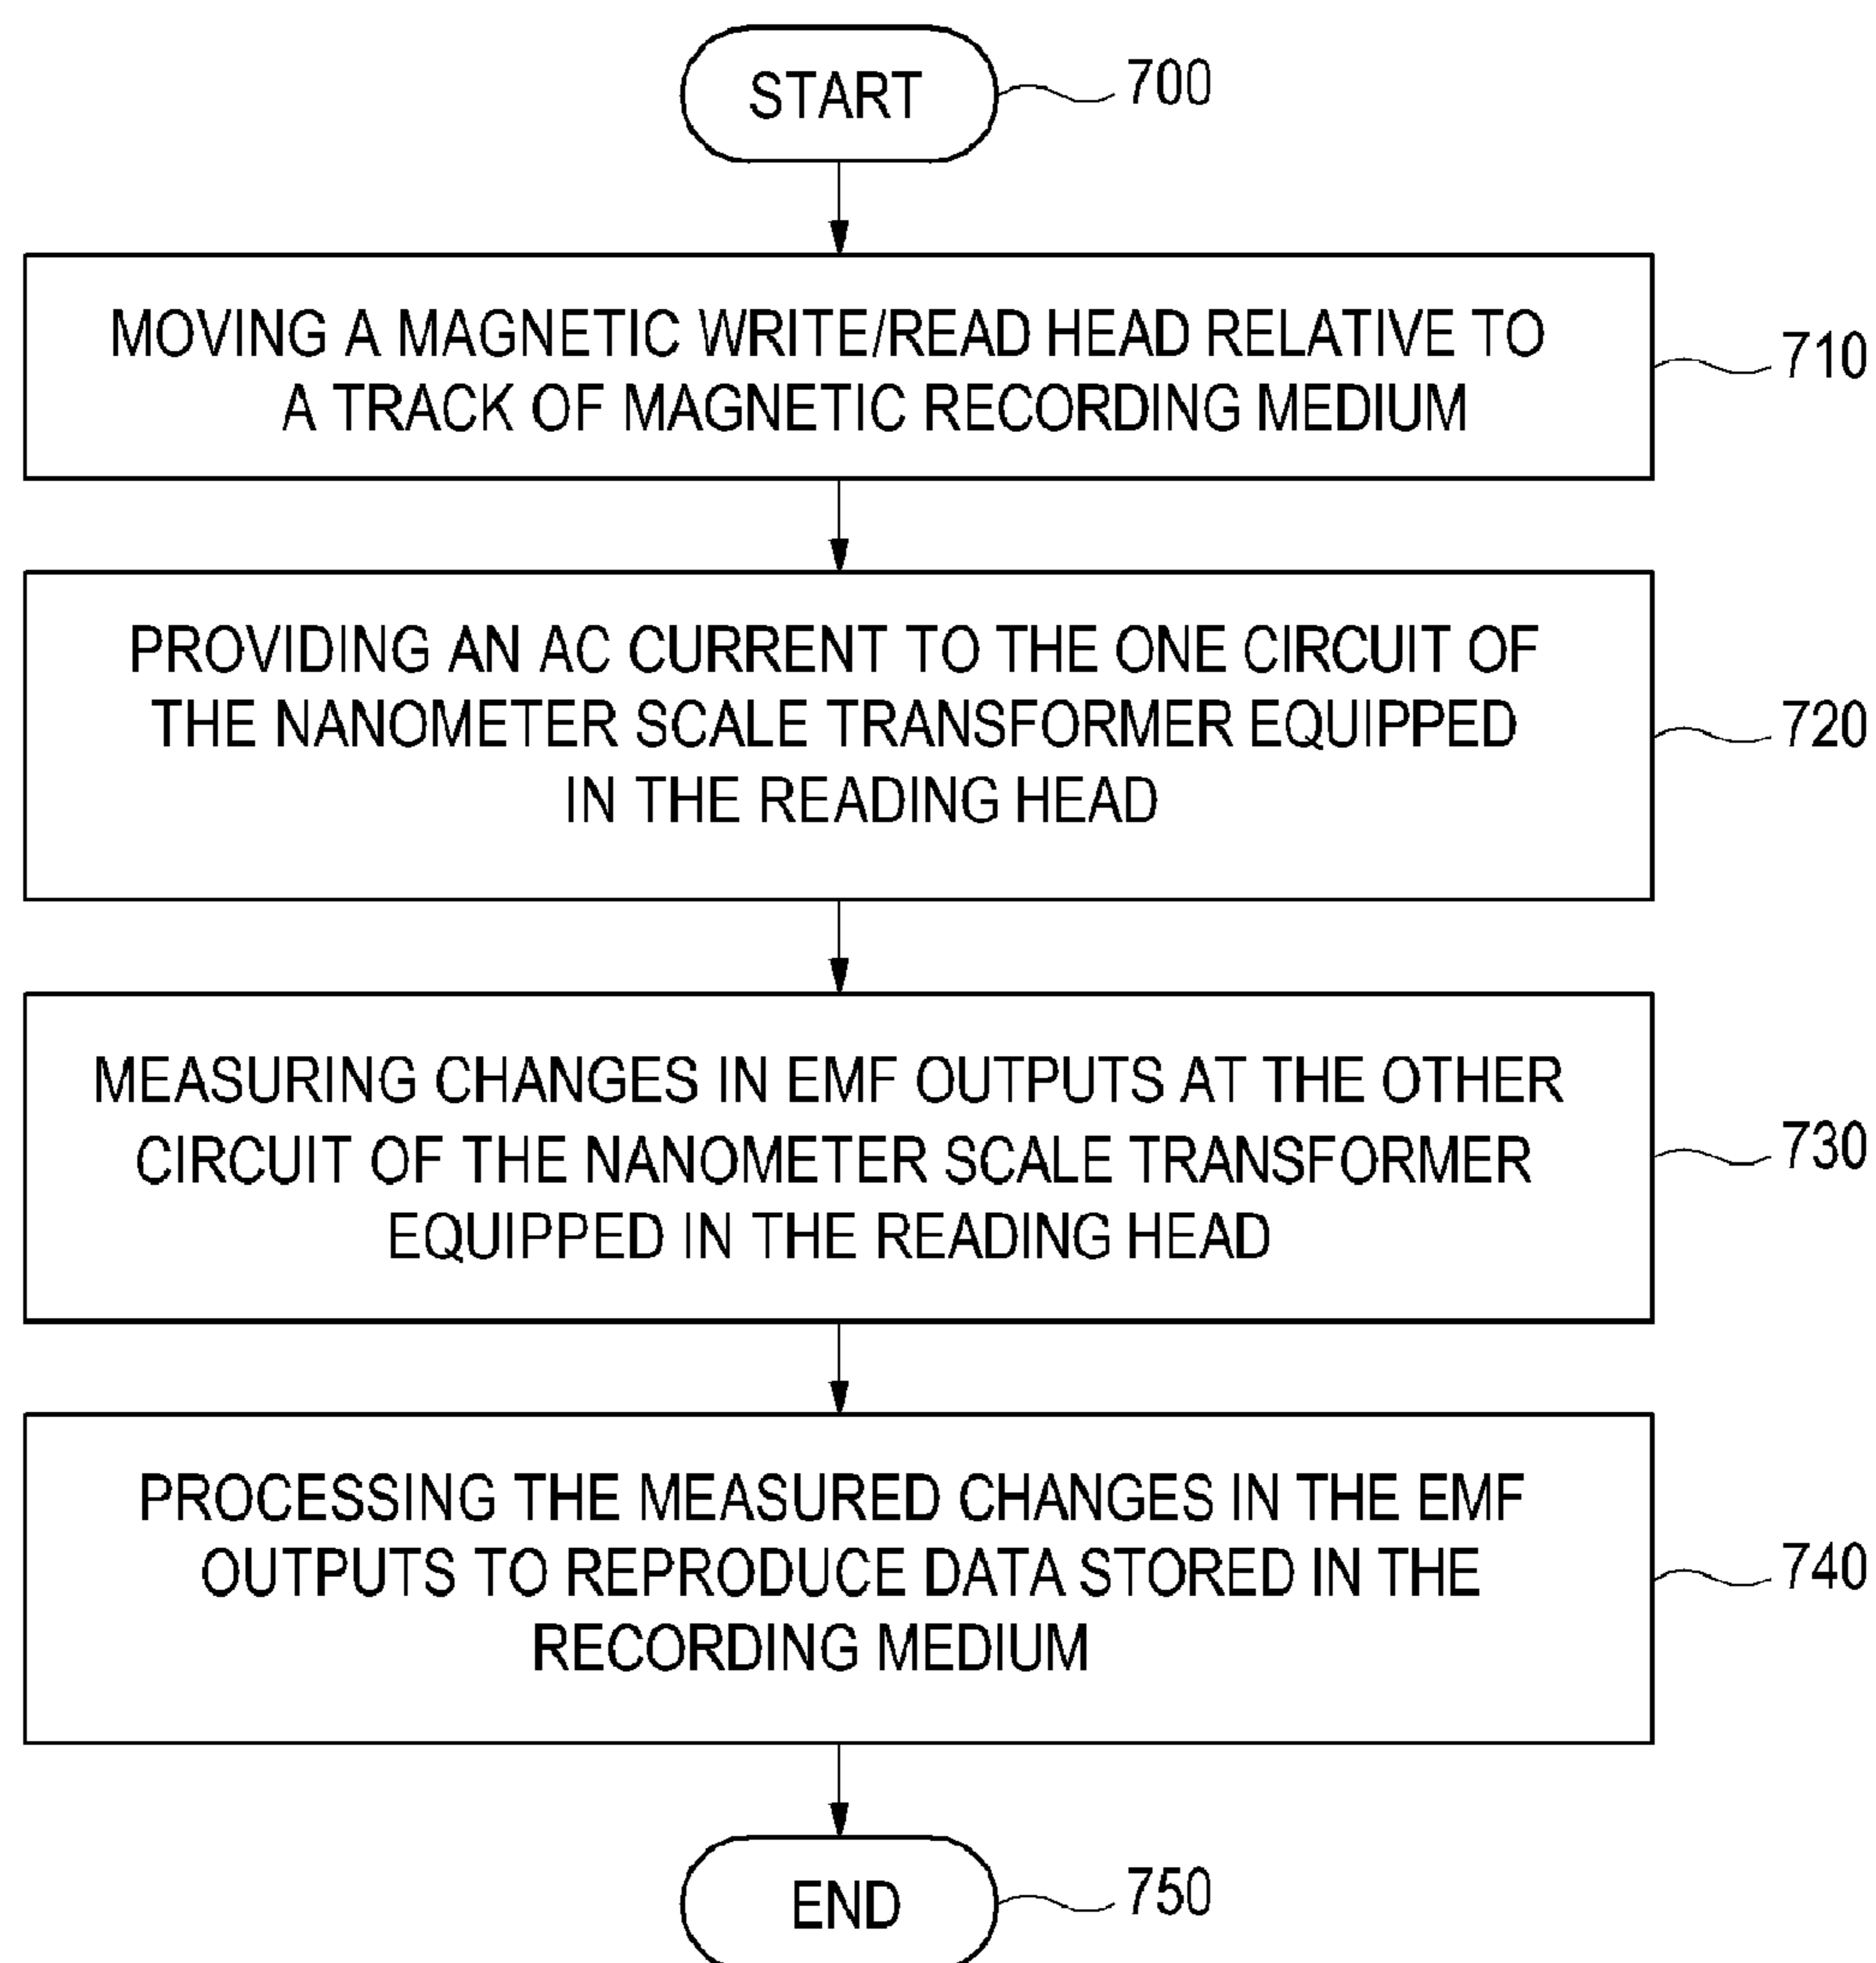 START
700
MOVING A MAGNETIC WRITE/READ HEAD RELATIVE TO
A TRACK OF MAGNETIC RECORDING MEDIUM
710
PROVIDING AN AC CURRENT TO THE ONE CIRCUIT OF
THE NANOMETER SCALE TRANSFORMER EQUIPPED
IN THE READING HEAD
720
MEASURING CHANGES IN EMF OUTPUTS AT THE OTHER
CIRCUIT OF THE NANOMETER SCALE TRANSFORMER
EQUIPPED IN THE READING HEAD
730
PROCESSING THE MEASURED CHANGES IN THE EMF
OUTPUTS TO REPRODUCE DATA STORED IN THE
RECORDING MEDIUM
740
END
750